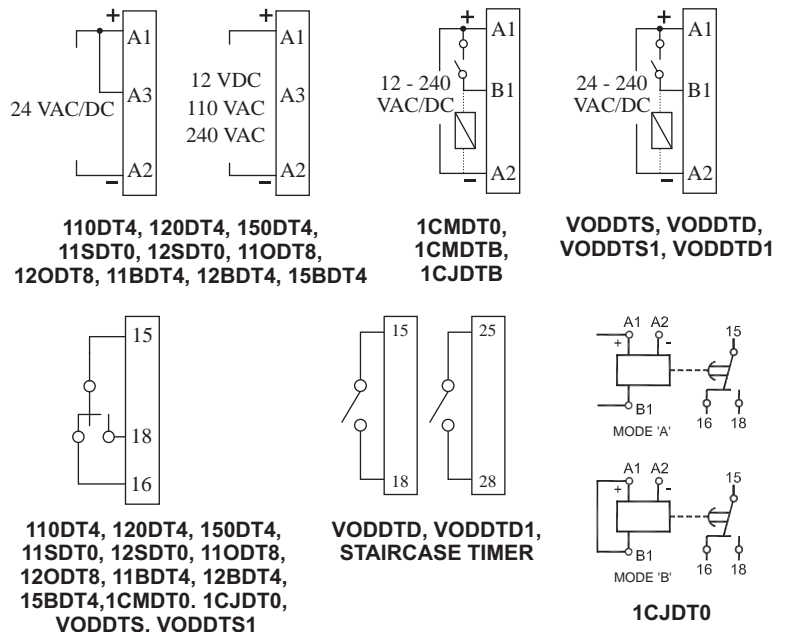 +
A1
A3
24 VAC/DC
A2
–
+
A1
12 VDC
A3
110 VAC
240 VAC
A2
–
110DT4, 120DT4, 150DT4,
11SDT0, 12SDT0, 11ODT8,
12ODT8, 11BDT4, 12BDT4, 15BDT4
+
A1
12 - 240
VAC/DC
B1
A2
–
1CMDT0,
1CMDTB,
1CJDTB
+
A1
24 - 240
VAC/DC
B1
A2
–
VODDTS, VODDTD,
VODDTS1, VODDTD1
15
18
16
110DT4, 120DT4, 150DT4,
11SDT0, 12SDT0, 11ODT8,
12ODT8, 11BDT4, 12BDT4,
15BDT4,1CMDT0. 1CJDT0,
VODDTS, VODDTS1
15
18
25
28
VODDTD, VODDTD1,
STAIRCASE TIMER
A1 A2
15
+ -
B1
16 18
MODE 'A'
A1 A2
15
+ -
B1
16 18
MODE 'B'
1CJDT0